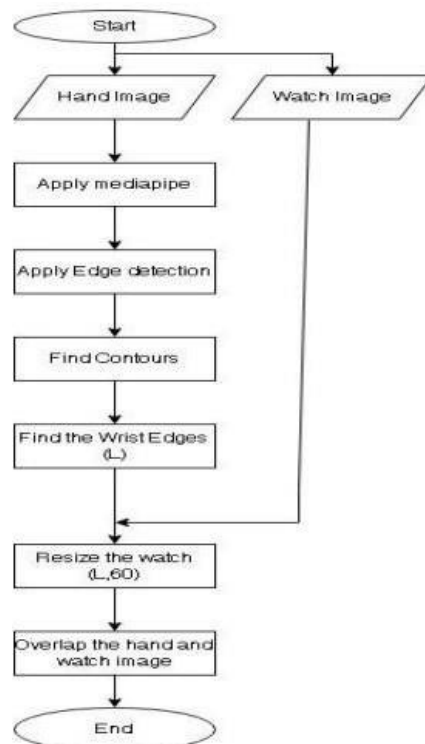 Start
Hand Image
Watch Image
Apply mediapipe
Apply Edge detection
Find Contours
Find the Wrist Edges
(L)
Resize the watch
(L,60)
Overlap the hand and
watch image
End